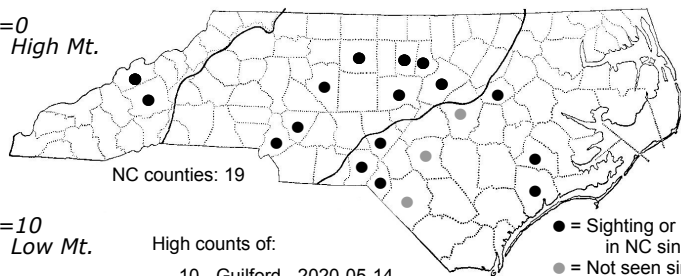 =0
High Mt.
NC counties: 19
=10
Low Mt.
High counts of:
● = Sighting or
in NC sin
● = Not seen si
10 - Guilford - 2020-05-14